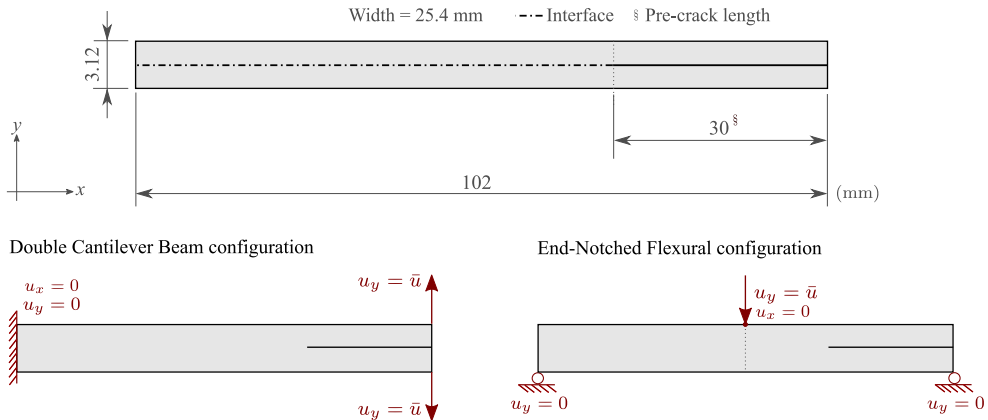 Width = 25.4 mm Interface § Pre-crack length
3.12
30 §
102
(mm)
y
x
Double Cantilever Beam configuration
u_x = 0
u_y = 0
u_y = ū
u_y = ū
End-Notched Flexural configuration
u_y = ū
u_x = 0
u_y = 0
u_y = 0